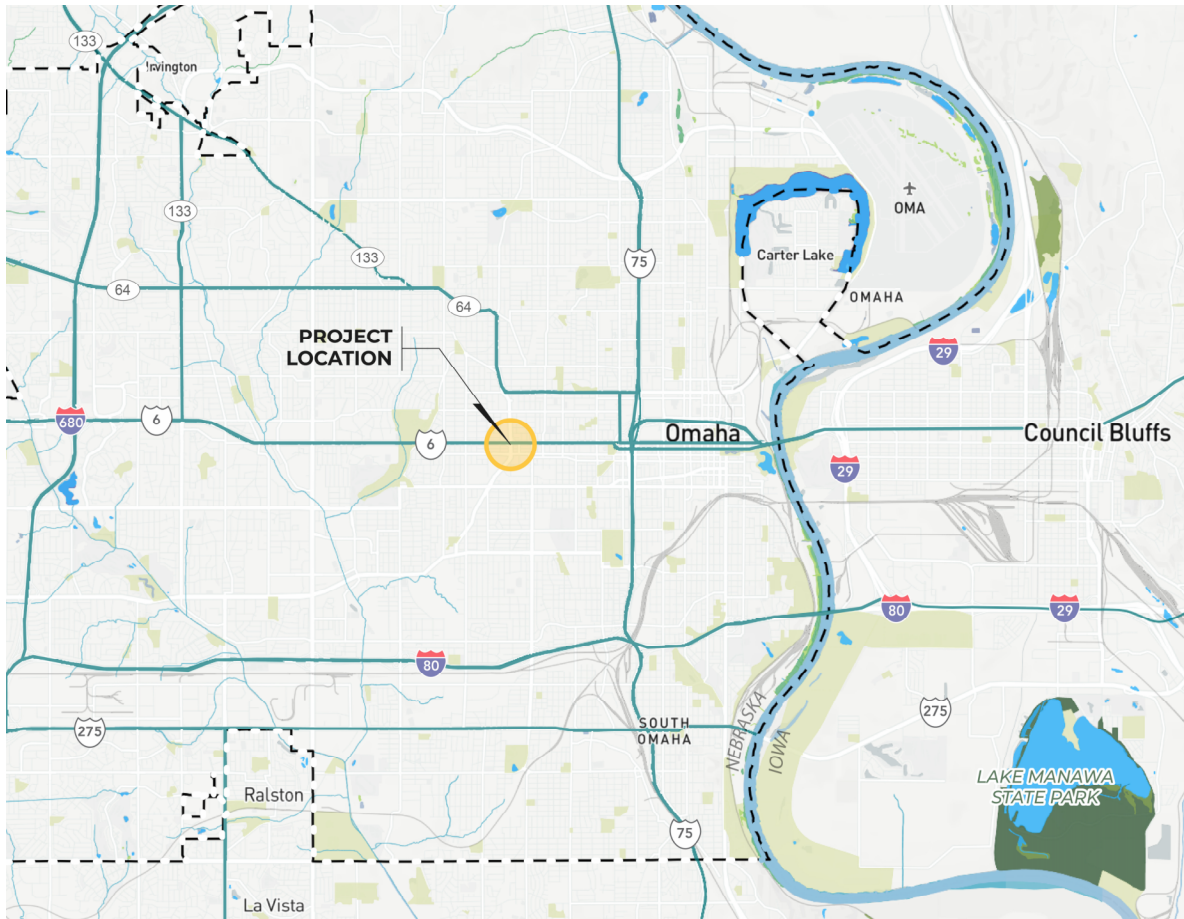 133
Irvington
133
OMA
Carter Lake
75
133
64
OMAHA
64
PROJECT
LOCATION
29
680
6
6
Omaha
Council Bluffs
29
80
29
80
275
SOUTH
OMAHA
NEBRASKA
IOWA
275
LAKE MANAWA
STATE PARK
Ralston
75
La Vista